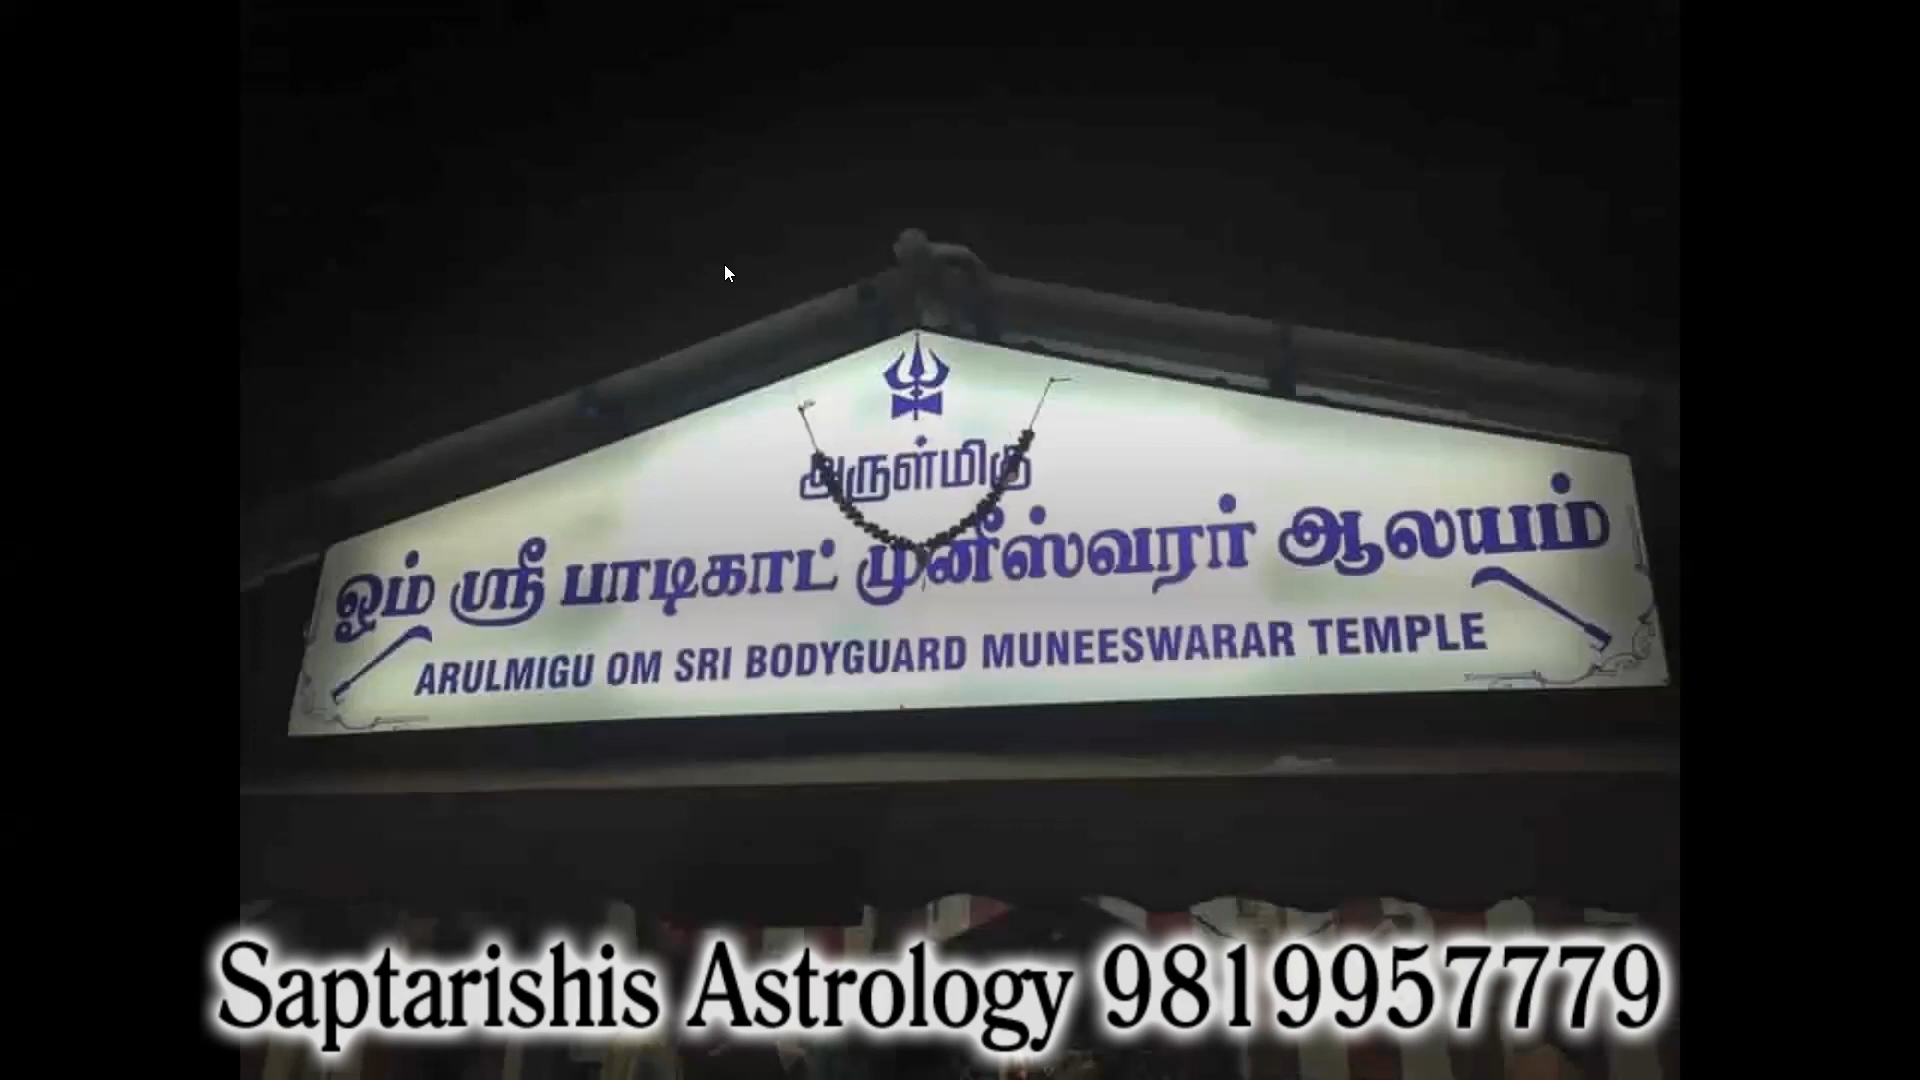 அருள்மிகு
ஓம் ஸ்ரீ பாடிகாட் முனீஸ்வரர் ஆலயம்
ARULMIGU OM SRI BODYGUARD MUNEESWARAR TEMPLE
Saptarishis Astrology 9819957779